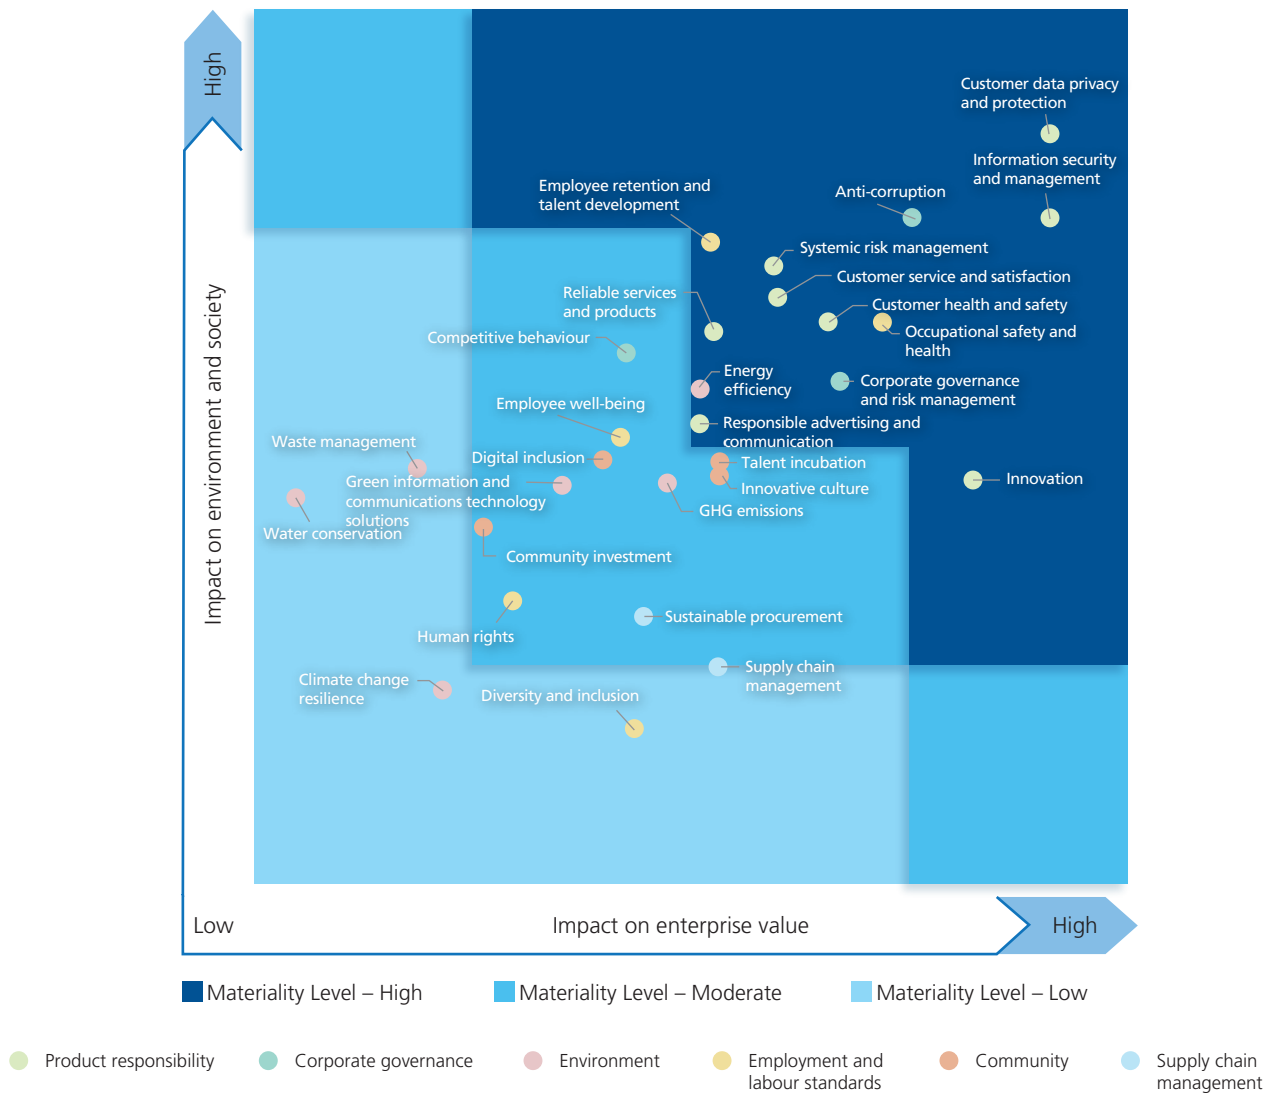 High
Impact on environment and society
Customer data privacy
and protection
Information security
and management
Employee retention and
talent development
Anti-corruption
Systemic risk management
Customer service and satisfaction
Reliable services
and products
Customer health and safety
Competitive behaviour
Occupational safety and
health
Energy
efficiency
Corporate governance
and risk management
Employee well-being
Responsible advertising and
communication
Waste management
Digital inclusion
Talent incubation
Green information and
communications technology
solutions
Innovative culture
Innovation
GHG emissions
Water conservation
Community investment
Human rights
Sustainable procurement
Climate change
resilience
Supply chain
management
Diversity and inclusion
Low
Impact on enterprise value
High
Materiality Level – High
Materiality Level – Moderate
Materiality Level – Low
Product responsibility
Corporate governance
Environment
Employment and
labour standards
Community
Supply chain
management